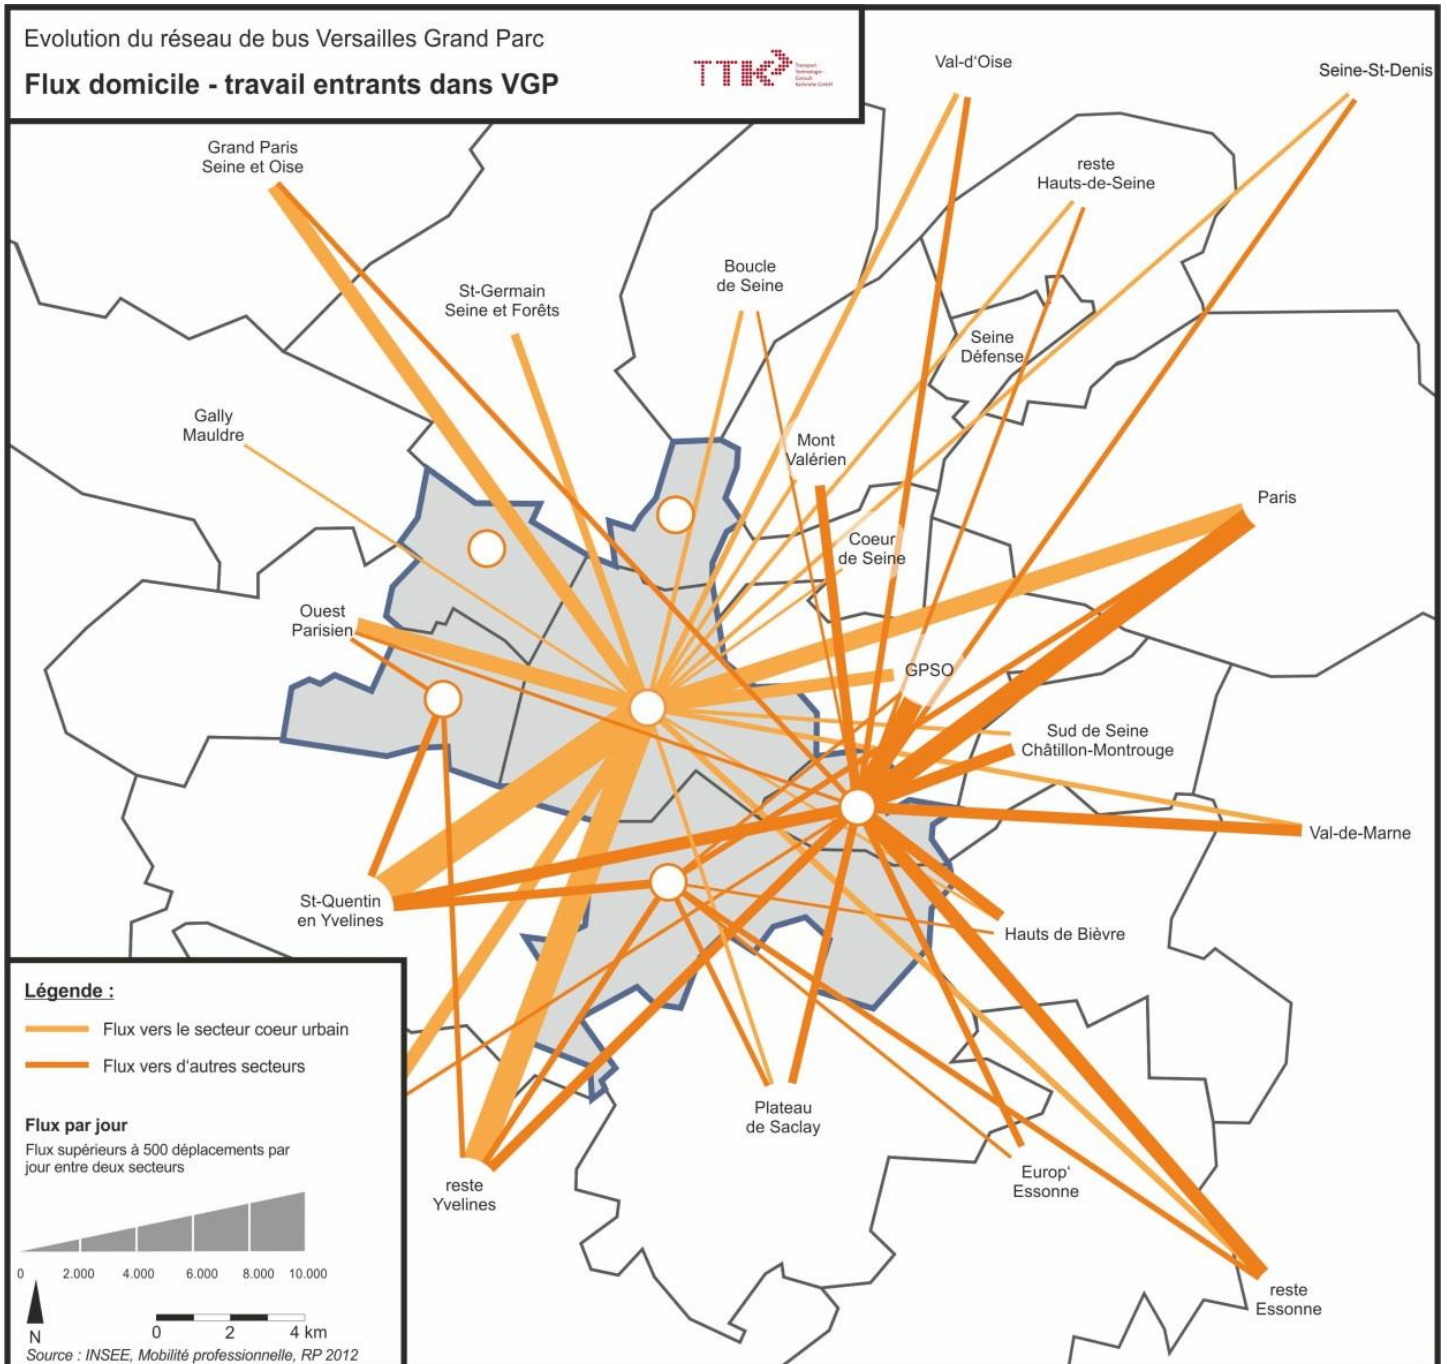 Evolution du réseau de bus Versailles Grand Parc
Flux domicile - travail entrants dans VGP
TTK
Transport
Technologie-
Consult
Karlsruhe GmbH
Val-d'Oise
Seine-St-Denis
Grand Paris
Seine et Oise
reste
Hauts-de-Seine
Boucle
de Seine
St-Germain
Seine et Forêts
Seine
Défense
Gally
Mauldre
Mont
Valérien
Paris
Coeur
de Seine
Ouest
Parisien
GPSO
Sud de Seine
Châtillon-Montrouge
Val-de-Marne
St-Quentin
en Yvelines
Hauts de Bièvre
Plateau
de Saclay
Europ'
Essonne
reste
Yvelines
reste
Essonne
Légende :
Flux vers le secteur coeur urbain
Flux vers d'autres secteurs
Flux par jour
Flux supérieurs à 500 déplacements par
jour entre deux secteurs
0 2.000 4.000 6.000 8.000 10.000
N
0 2 4 km
Source : INSEE, Mobilité professionnelle, RP 2012